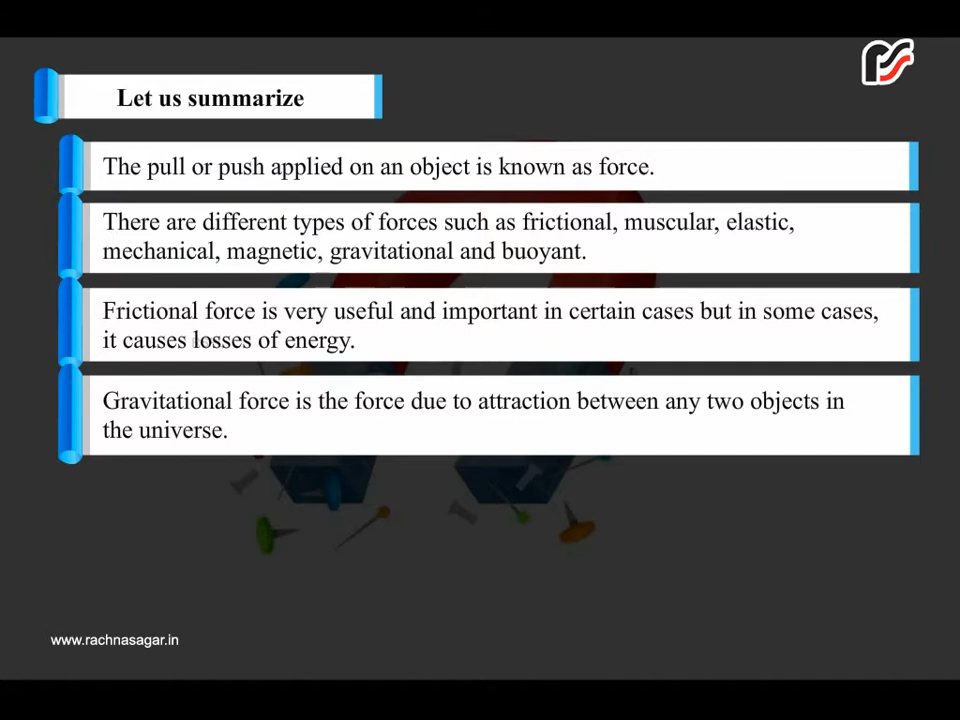 Let us summarize
The pull or push applied on an object is known as force.
There are different types of forces such as frictional, muscular, elastic,
mechanical, magnetic, gravitational and buoyant.
Frictional force is very useful and important in certain cases but in some cases,
it causes losses of energy.
Gravitational force is the force due to attraction between any two objects in
the universe.
www.rachnasagar.in